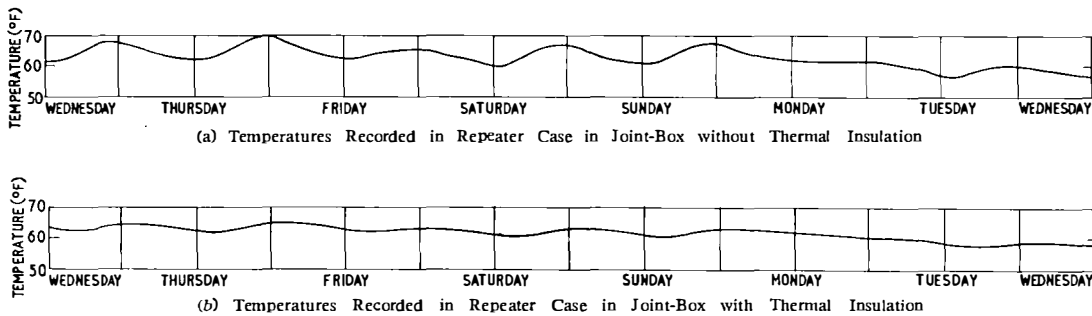 TEMPERATURE (°F)
70
60
50
WEDNESDAY THURSDAY FRIDAY SATURDAY SUNDAY MONDAY TUESDAY WEDNESDAY
(a) Temperatures Recorded in Repeater Case in Joint-Box without Thermal Insulation
TEMPERATURE (°F)
70
60
50
WEDNESDAY THURSDAY FRIDAY SATURDAY SUNDAY MONDAY TUESDAY WEDNESDAY
(b) Temperatures Recorded in Repeater Case in Joint-Box with Thermal Insulation